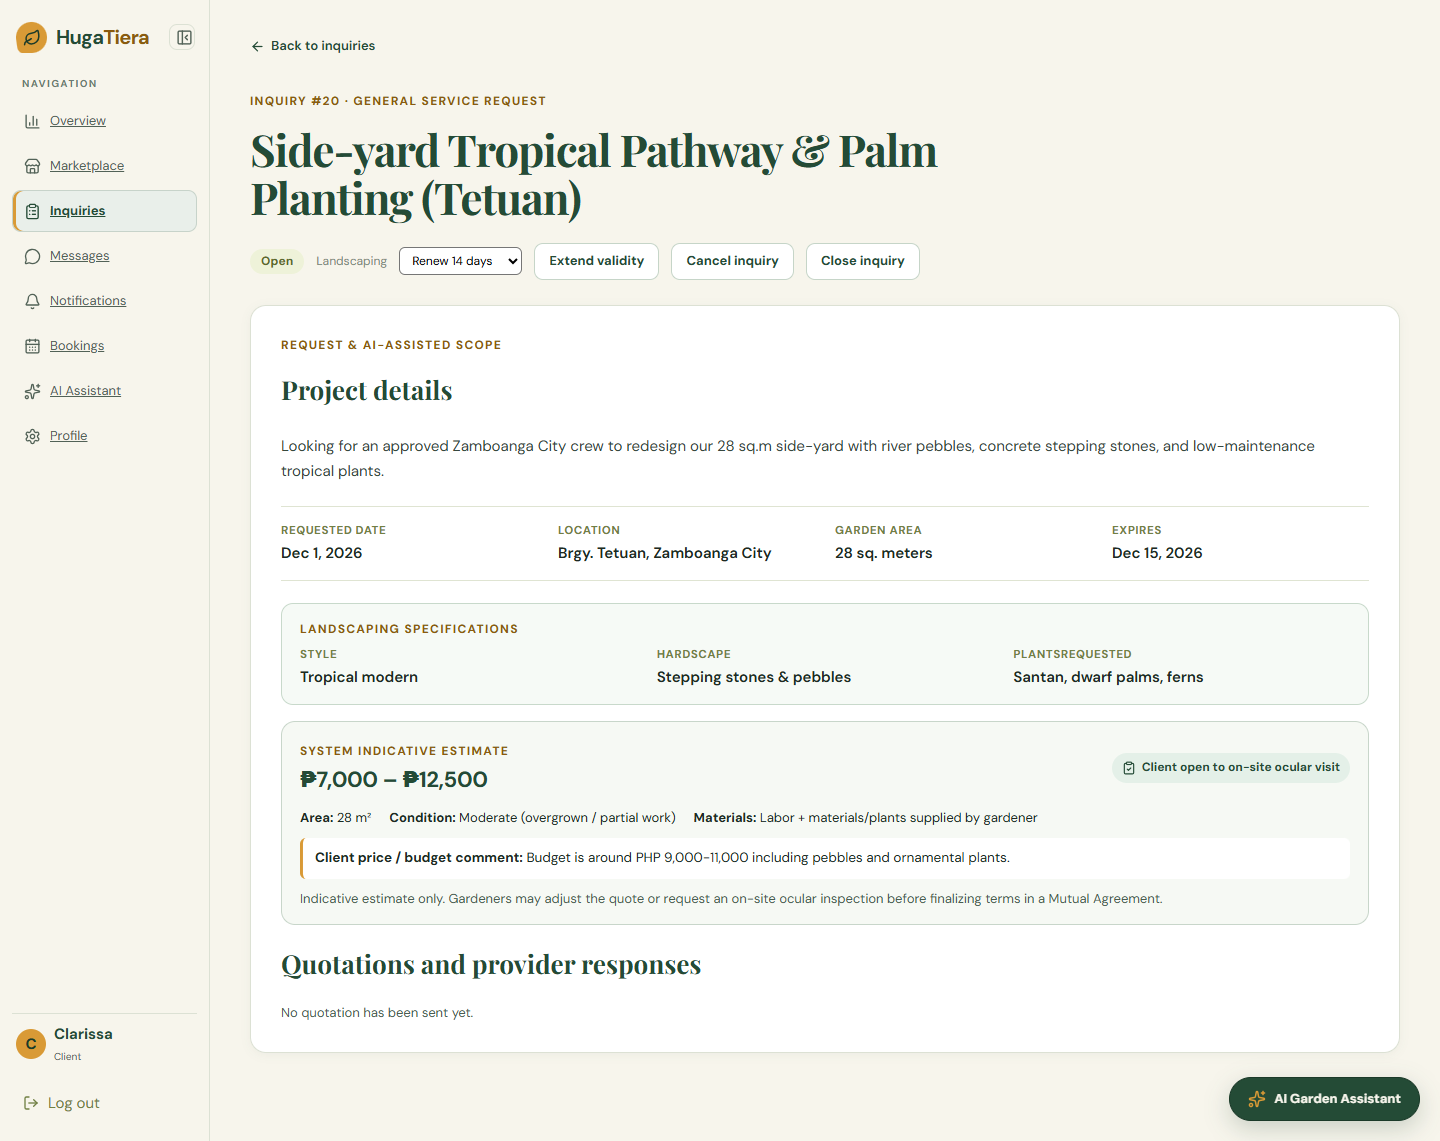 HugaTiera
NAVIGATION
Overview
Marketplace
Inquiries
Messages
Notifications
Bookings
AI Assistant
Profile
C
Clarissa
Client
Log out
Back to inquiries
INQUIRY #20 · GENERAL SERVICE REQUEST
Side-yard Tropical Pathway & Palm
Planting (Tetuan)
Open Landscaping Renew 14 days Extend validity Cancel inquiry Close inquiry
REQUEST & AI-ASSISTED SCOPE
Project details
Looking for an approved Zamboanga City crew to redesign our 28 sq.m side-yard with river pebbles, concrete stepping stones, and low-maintenance
tropical plants.
REQUESTED DATE LOCATION GARDEN AREA EXPIRES
Dec 1, 2026 Brgy. Tetuan, Zamboanga City 28 sq. meters Dec 15, 2026
LANDSCAPING SPECIFICATIONS
STYLE HARDSCAPE PLANTSREQUESTED
Tropical modern Stepping stones & pebbles Santan, dwarf palms, ferns
SYSTEM INDICATIVE ESTIMATE
₱7,000 – ₱12,500
Client open to on-site ocular visit
Area: 28 m² Condition: Moderate (overgrown / partial work) Materials: Labor + materials/plants supplied by gardener
Client price / budget comment: Budget is around PHP 9,000-11,000 including pebbles and ornamental plants.
Indicative estimate only. Gardeners may adjust the quote or request an on-site ocular inspection before finalizing terms in a Mutual Agreement.
Quotations and provider responses
No quotation has been sent yet.
AI Garden Assistant